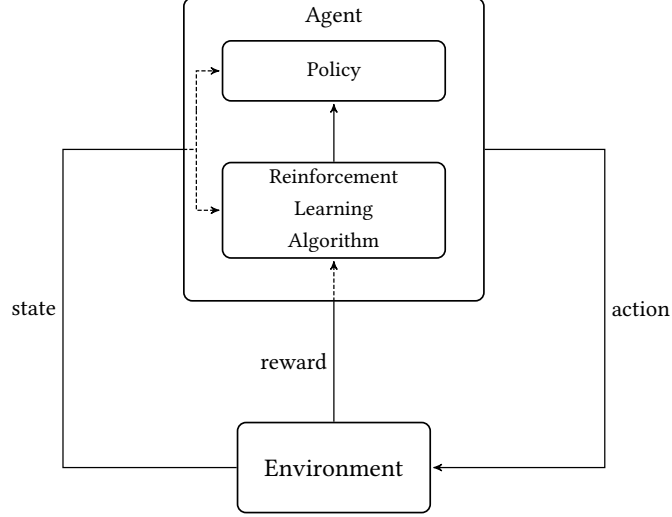 Agent
Policy
Reinforcement
Learning
Algorithm
state
action
reward
Environment